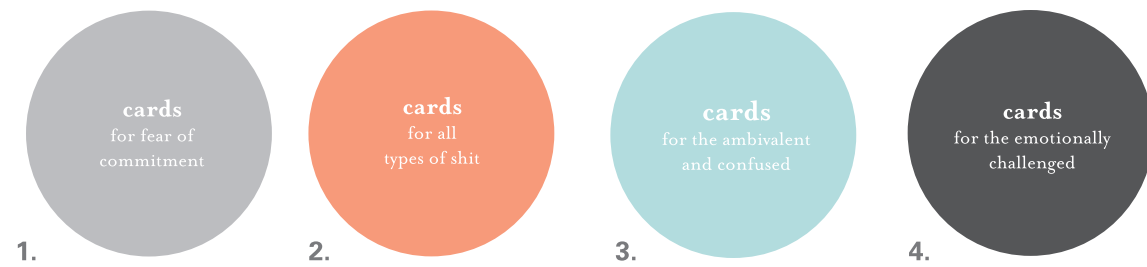 cards
for fear of
commitment
1.
cards
for all
types of shit
2.
cards
for the ambivalent
and confused
3.
cards
for the emotionally
challenged
4.